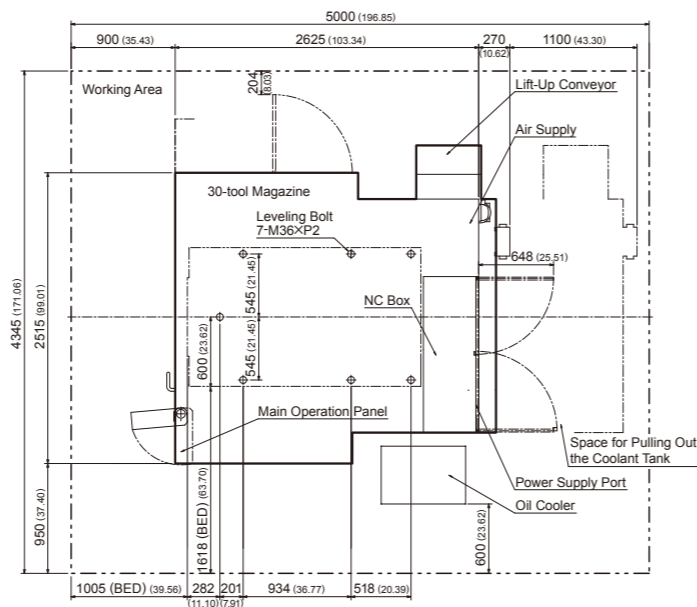 5000 (196.85)
900 (35.43)
2625 (103.34)
270
(10.62)
1100 (43.30)
Working Area
204
(8.03)
Lift-Up Conveyor
Air Supply
30-tool Magazine
Leveling Bolt
7-M36×P2
648 (25.51)
4345 (171.06)
2515 (99.01)
545 (21.45)
NC Box
600 (23.62)
545 (21.45)
Main Operation Panel
Space for Pulling Out
the Coolant Tank
Power Supply Port
Oil Cooler
950 (37.40)
1618 (BED) (63.70)
600 (23.62)
1005 (BED) (39.56)
282
(11.10)
201
(7.91)
934 (36.77)
518 (20.39)